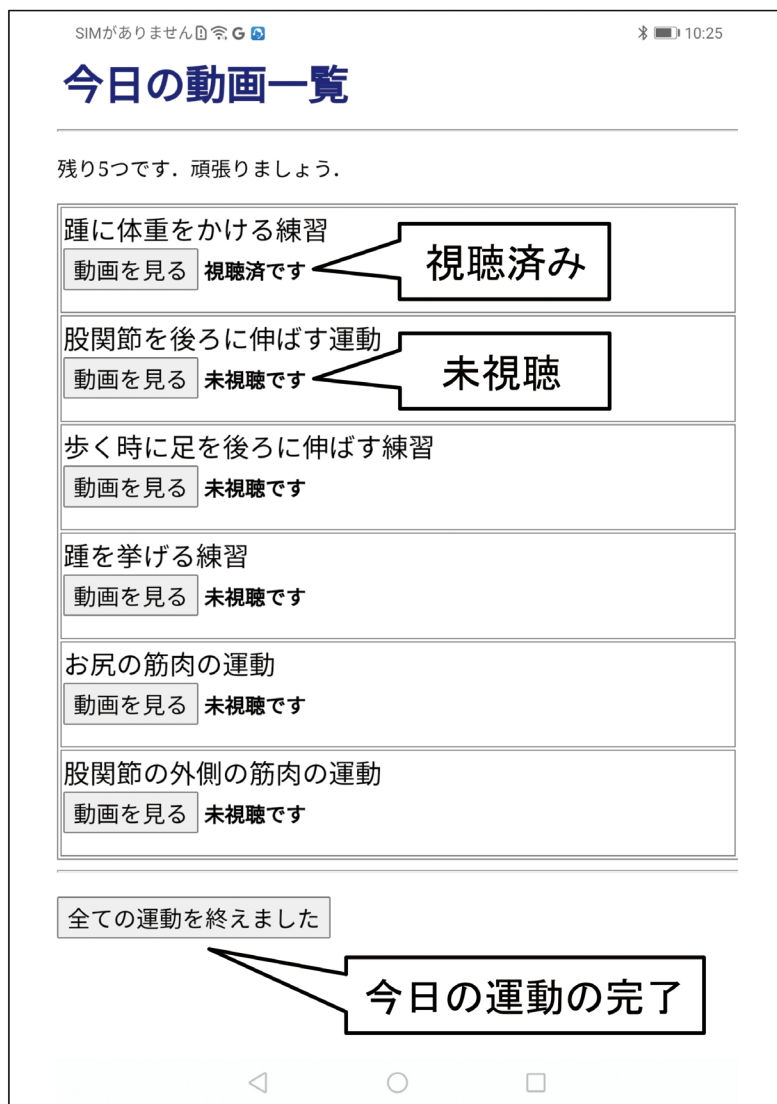 SIMがありません G 10:25
今日の動画一覧
残り5つです．頑張りましょう．
踵に体重をかける練習
動画を見る 視聴済です
視聴済み
股関節を後ろに伸ばす運動
動画を見る 未視聴です
未視聴
歩く時に足を後ろに伸ばす練習
動画を見る 未視聴です
踵を挙げる練習
動画を見る 未視聴です
お尻の筋肉の運動
動画を見る 未視聴です
股関節の外側の筋肉の運動
動画を見る 未視聴です
全ての運動を終えました
今日の運動の完了